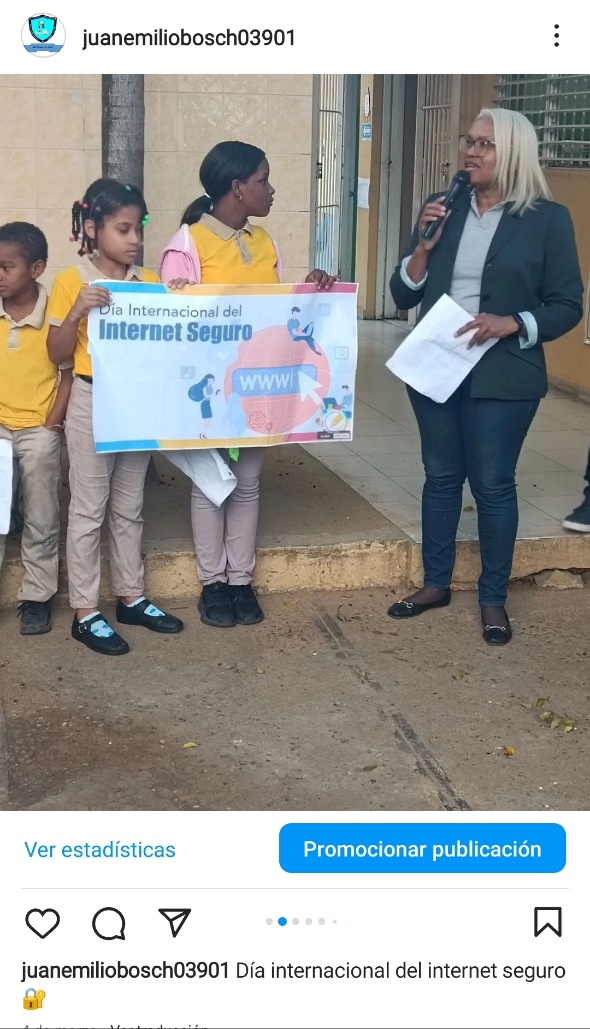 juanemiliobosch03901
Día Internacional del
Internet Seguro
www
Ver estadísticas
Promocionar publicación
juanemiliobosch03901 Día internacional del internet seguro
🔐